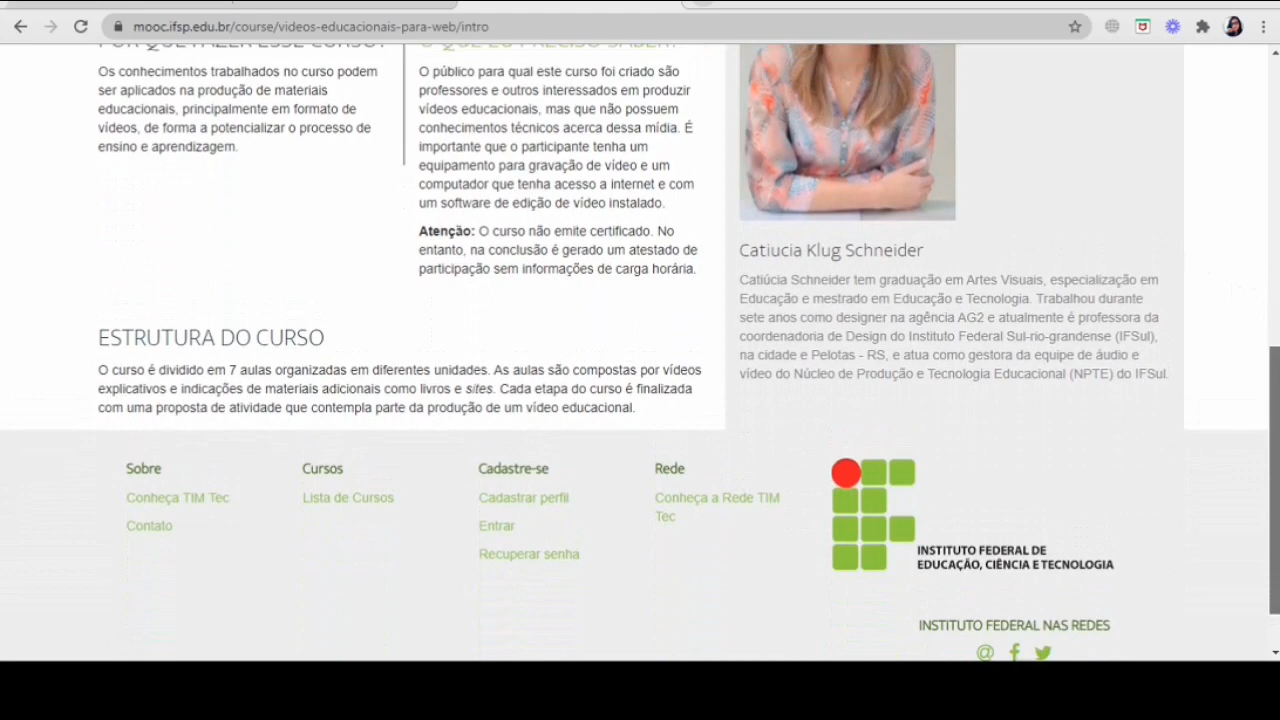 mooc.ifsp.edu.br/course/videos-educacionais-para-web/intro
POR QUE FAZER ESSE CURSO?
Os conhecimentos trabalhados no curso podem
ser aplicados na produção de materiais
educacionais, principalmente em formato de
vídeos, de forma a potencializar o processo de
ensino e aprendizagem.
O QUE EU PRECISO SABER?
O público para qual este curso foi criado são
professores e outros interessados em produzir
vídeos educacionais, mas que não possuem
conhecimentos técnicos acerca dessa mídia. É
importante que o participante tenha um
equipamento para gravação de vídeo e um
computador que tenha acesso a internet e com
um software de edição de vídeo instalado.
Atenção: O curso não emite certificado. No
entanto, na conclusão é gerado um atestado de
participação sem informações de carga horária.
ESTRUTURA DO CURSO
O curso é dividido em 7 aulas organizadas em diferentes unidades. As aulas são compostas por vídeos
explicativos e indicações de materiais adicionais como livros e sites. Cada etapa do curso é finalizada
com uma proposta de atividade que contempla parte da produção de um vídeo educacional.
Catiucia Klug Schneider
Catiúcia Schneider tem graduação em Artes Visuais, especialização em
Educação e mestrado em Educação e Tecnologia. Trabalhou durante
sete anos como designer na agência AG2 e atualmente é professora da
coordenadoria de Design do Instituto Federal Sul-rio-grandense (IFSul),
na cidade e Pelotas - RS, e atua como gestora da equipe de áudio e
vídeo do Núcleo de Produção e Tecnologia Educacional (NPTE) do IFSul.
Sobre
Conheça TIM Tec
Contato
Cursos
Lista de Cursos
Cadastre-se
Cadastrar perfil
Entrar
Recuperar senha
Rede
Conheça a Rede TIM
Tec
INSTITUTO FEDERAL DE
EDUCAÇÃO, CIÊNCIA E TECNOLOGIA
INSTITUTO FEDERAL NAS REDES